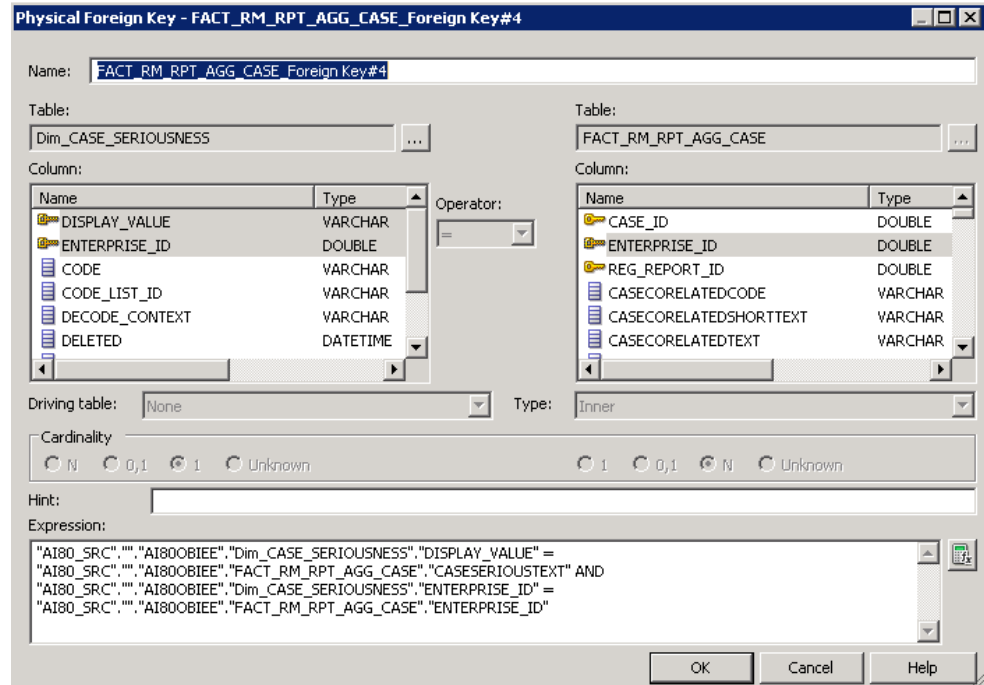 Physical Foreign Key - FACT_RM_RPT_AGG_CASE_Foreign Key#4
Name: FACT_RM_RPT_AGG_CASE_Foreign Key#4
Table: Table:
Dim_CASE_SERIOUSNESS ... FACT_RM_RPT_AGG_CASE ...
Column: Column:
Name Type Operator: Name Type
DISPLAY_VALUE VARCHAR = CASE_ID DOUBLE
ENTERPRISE_ID DOUBLE ENTERPRISE_ID DOUBLE
CODE VARCHAR REG_REPORT_ID DOUBLE
CODE_LIST_ID VARCHAR CASECORELATEDCODE VARCHAR
DECODE_CONTEXT VARCHAR CASECORELATEDSHORTTEXT VARCHAR
DELETED DATETIME CASECORELATEDTEXT VARCHAR
Driving table: None Type: Inner
Cardinality
N 0,1 1 Unknown 1 0,1 N Unknown
Hint:
Expression:
"AI80_SRC"."".."AI80OBIEE"."Dim_CASE_SERIOUSNESS"."DISPLAY_VALUE" =
"AI80_SRC".""."AI80OBIEE"."FACT_RM_RPT_AGG_CASE"."CASESERIOUSTEXT" AND
"AI80_SRC".""."AI80OBIEE"."Dim_CASE_SERIOUSNESS"."ENTERPRISE_ID" =
"AI80_SRC".""."AI80OBIEE"."FACT_RM_RPT_AGG_CASE"."ENTERPRISE_ID"
OK Cancel Help